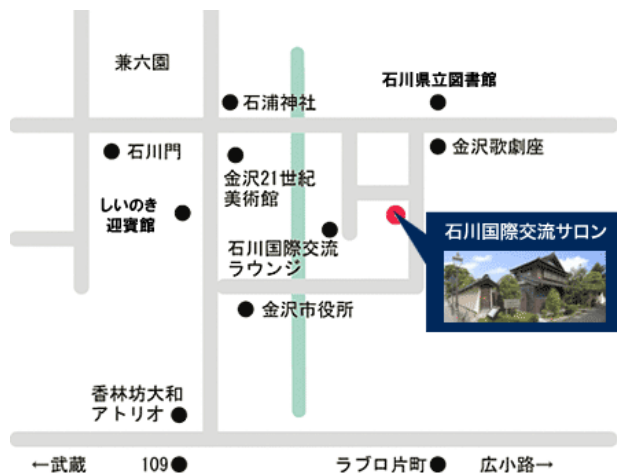 兼六園
石川県立図書館
石浦神社
石川門
金沢歌劇座
金沢21世紀
美術館
しいのき
迎賓館
石川国際交流サロン
石川国際交流
ラウンジ
金沢市役所
香林坊大和
アトリオ
←武蔵
109
ラブロ片町
広小路→